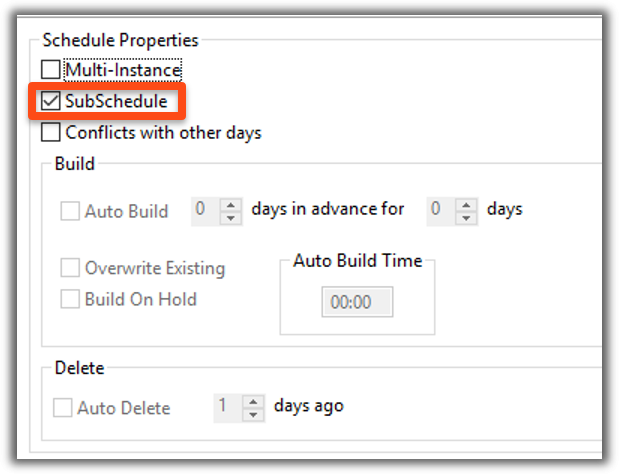 Schedule Properties
Multi-Instance
SubSchedule
Conflicts with other days
Build
Auto Build 0 days in advance for 0 days
Overwrite Existing
Auto Build Time
Build On Hold
00:00
Delete
Auto Delete 1 days ago